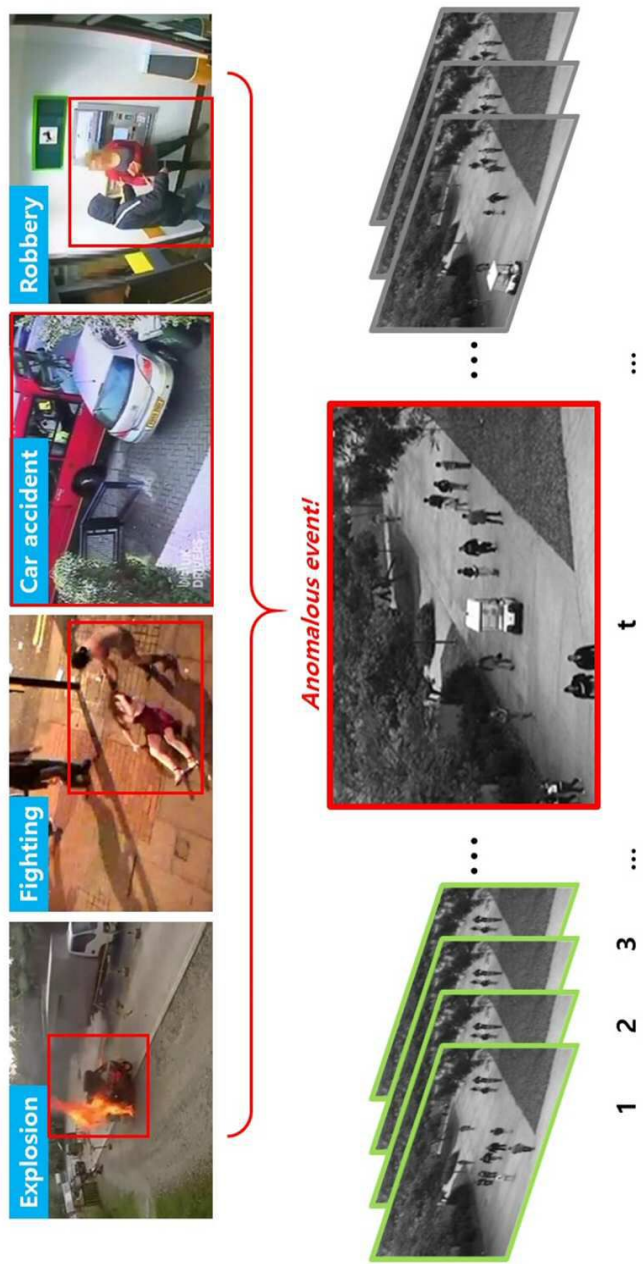 Explosion
Fighting
Car accident
Robbery
Anomalous event!
.... ....
1 2 3 ... t ...